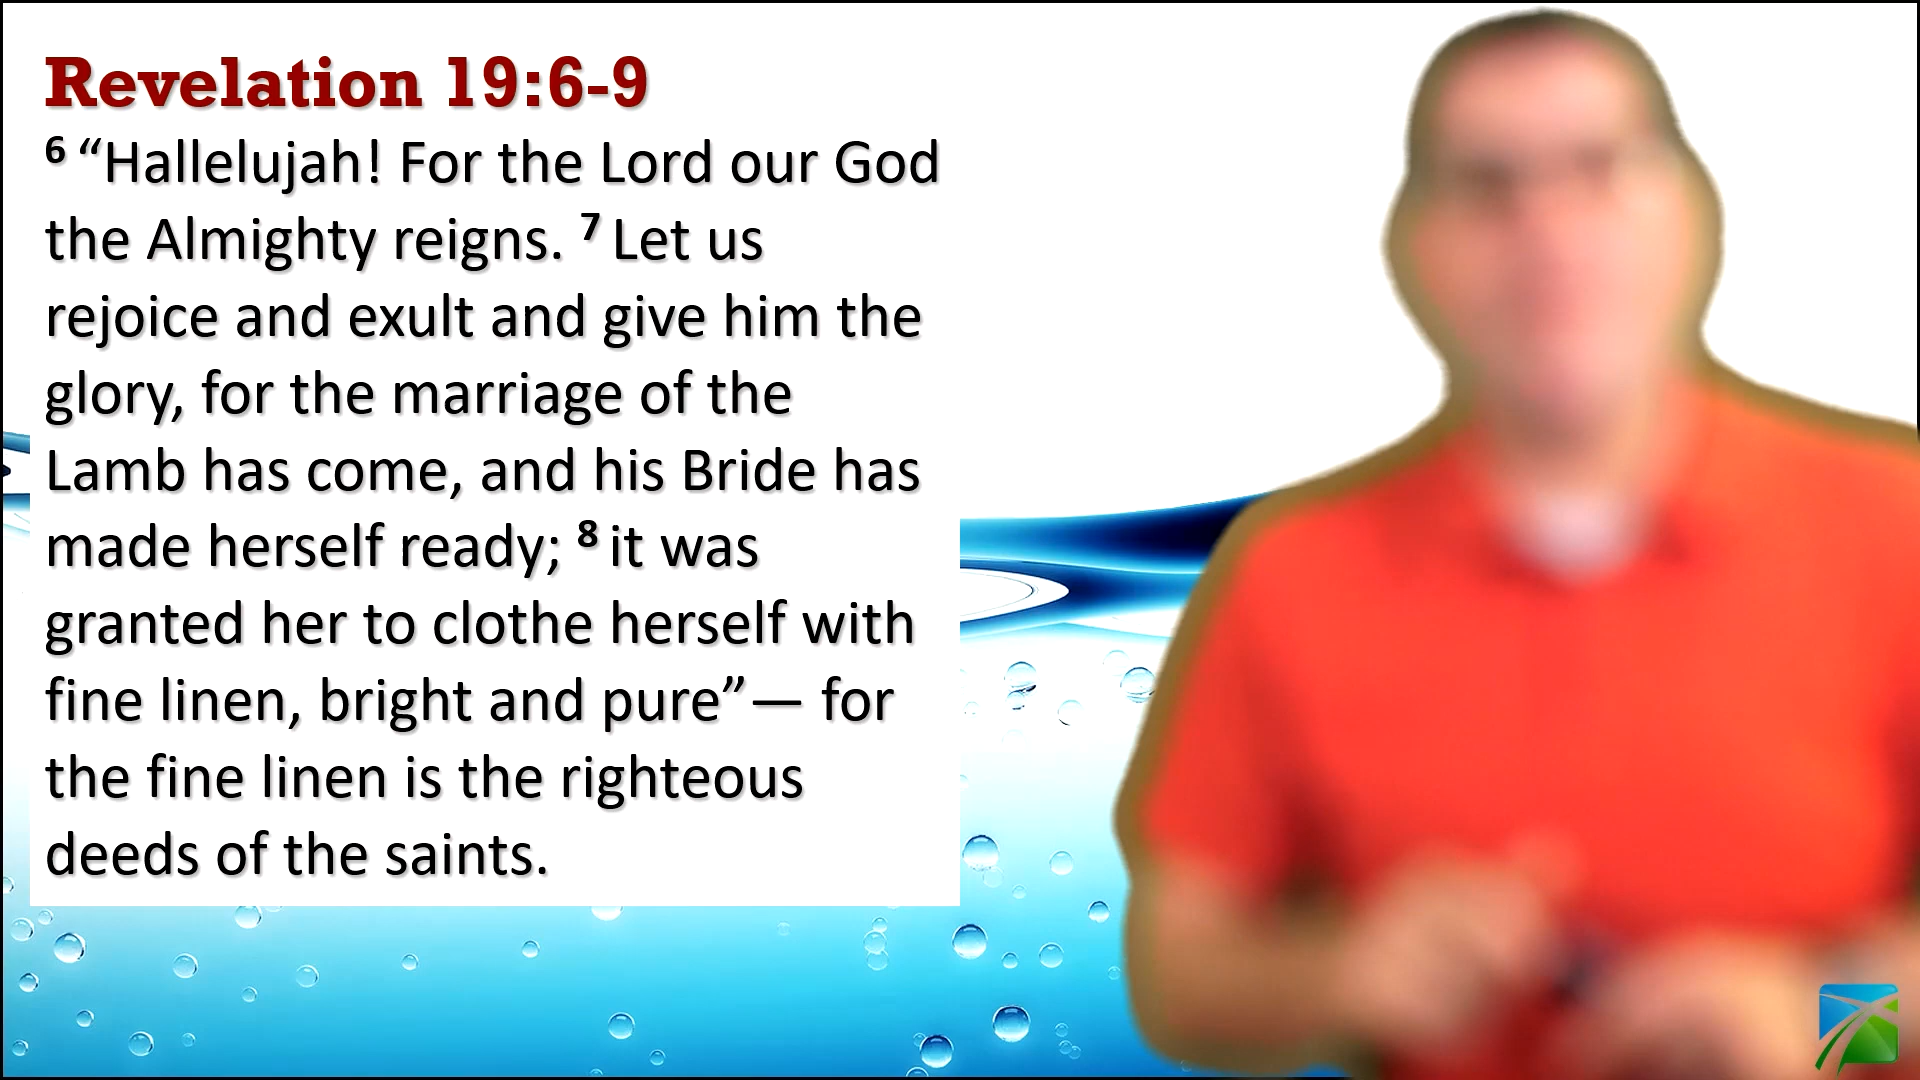 Revelation 19:6-9
6 “Hallelujah! For the Lord our God
the Almighty reigns. 7 Let us
rejoice and exult and give him the
glory, for the marriage of the
Lamb has come, and his Bride has
made herself ready; 8 it was
granted her to clothe herself with
fine linen, bright and pure”— for
the fine linen is the righteous
deeds of the saints.